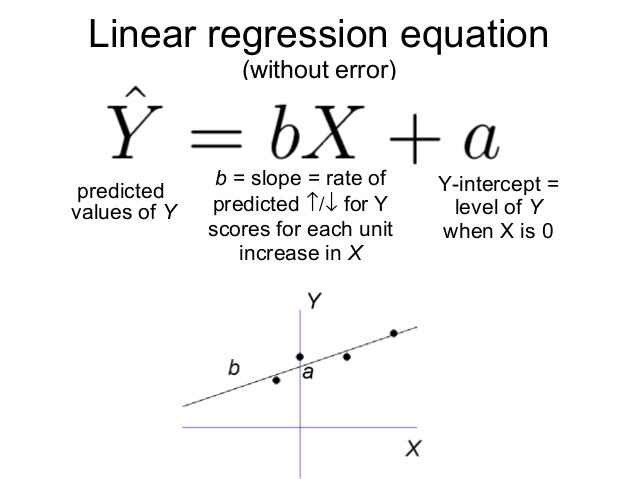 Linear regression equation
(without error)
Ŷ = bX + a
predicted
values of Y
b = slope = rate of
predicted ↑/↓ for Y
scores for each unit
increase in X
Y-intercept =
level of Y
when X is 0
Y
b
a
X